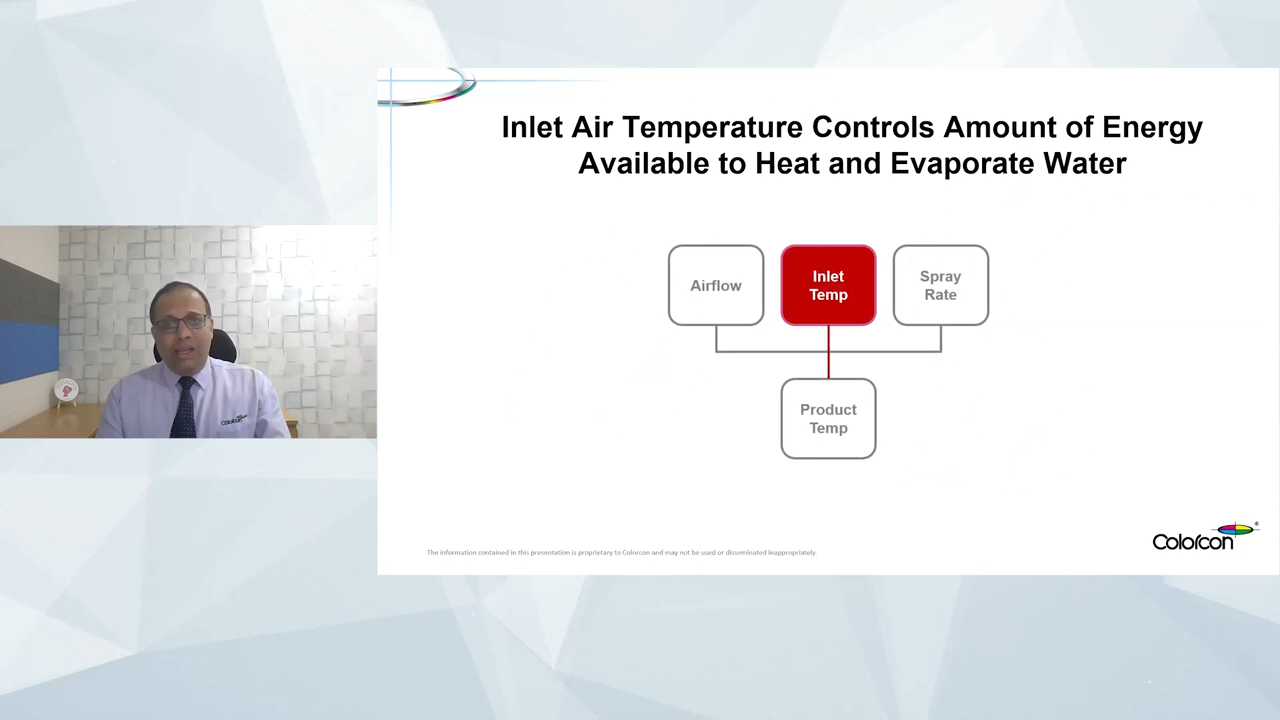 Inlet Air Temperature Controls Amount of Energy
Available to Heat and Evaporate Water
Airflow
Inlet
Temp
Spray
Rate
Product
Temp
Colorcon
The information contained in this presentation is proprietary to Colorcon and may not be used or disseminated inappropriately.
Colorcon®